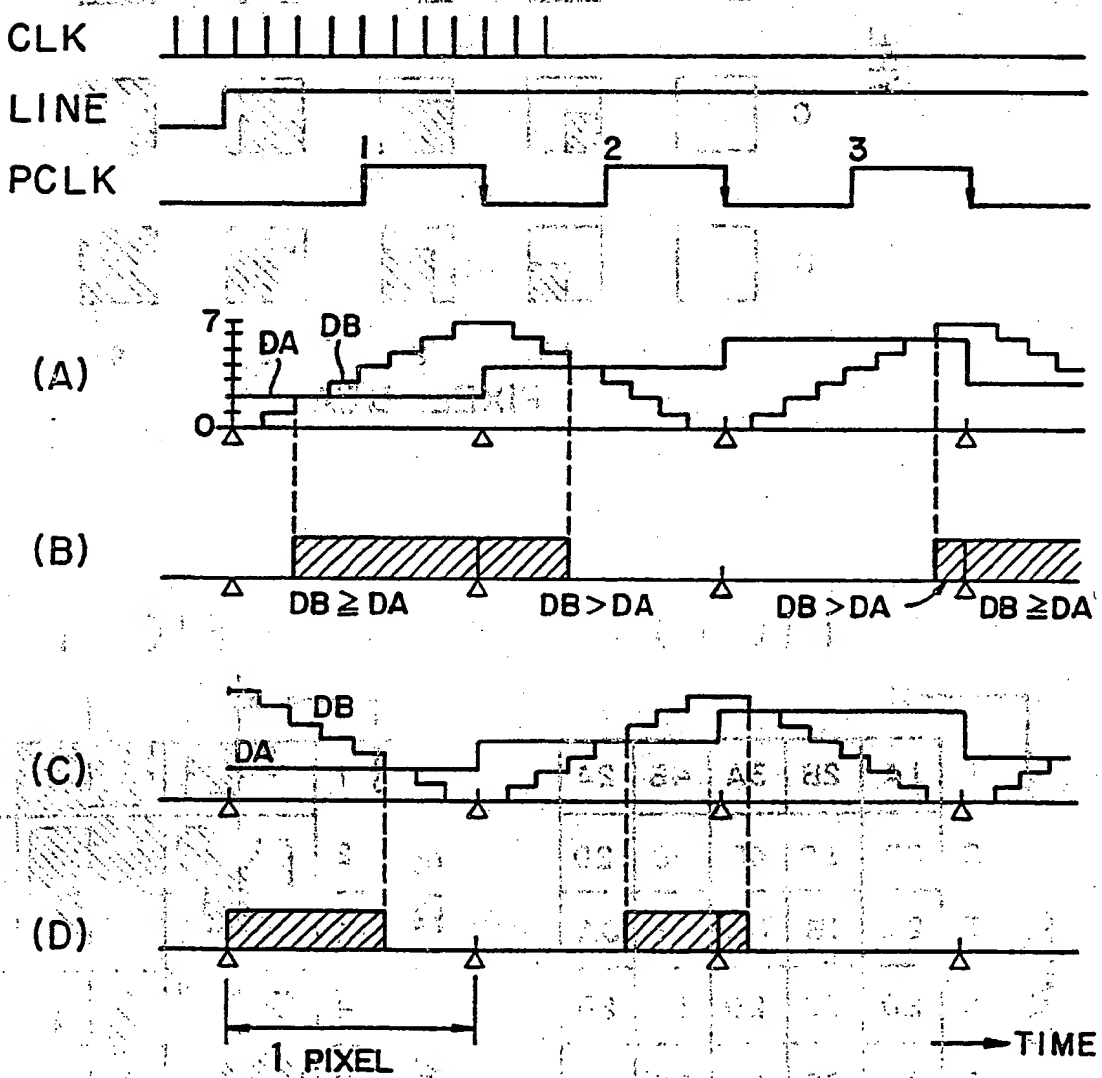 CLK
LINE
PCLK
1 2 3
7
DA DB
(A)
0
(B)
DB ≧ DA DB > DA DB > DA DB ≧ DA
DB
DA
(C)
(D)
1 PIXEL
TIME